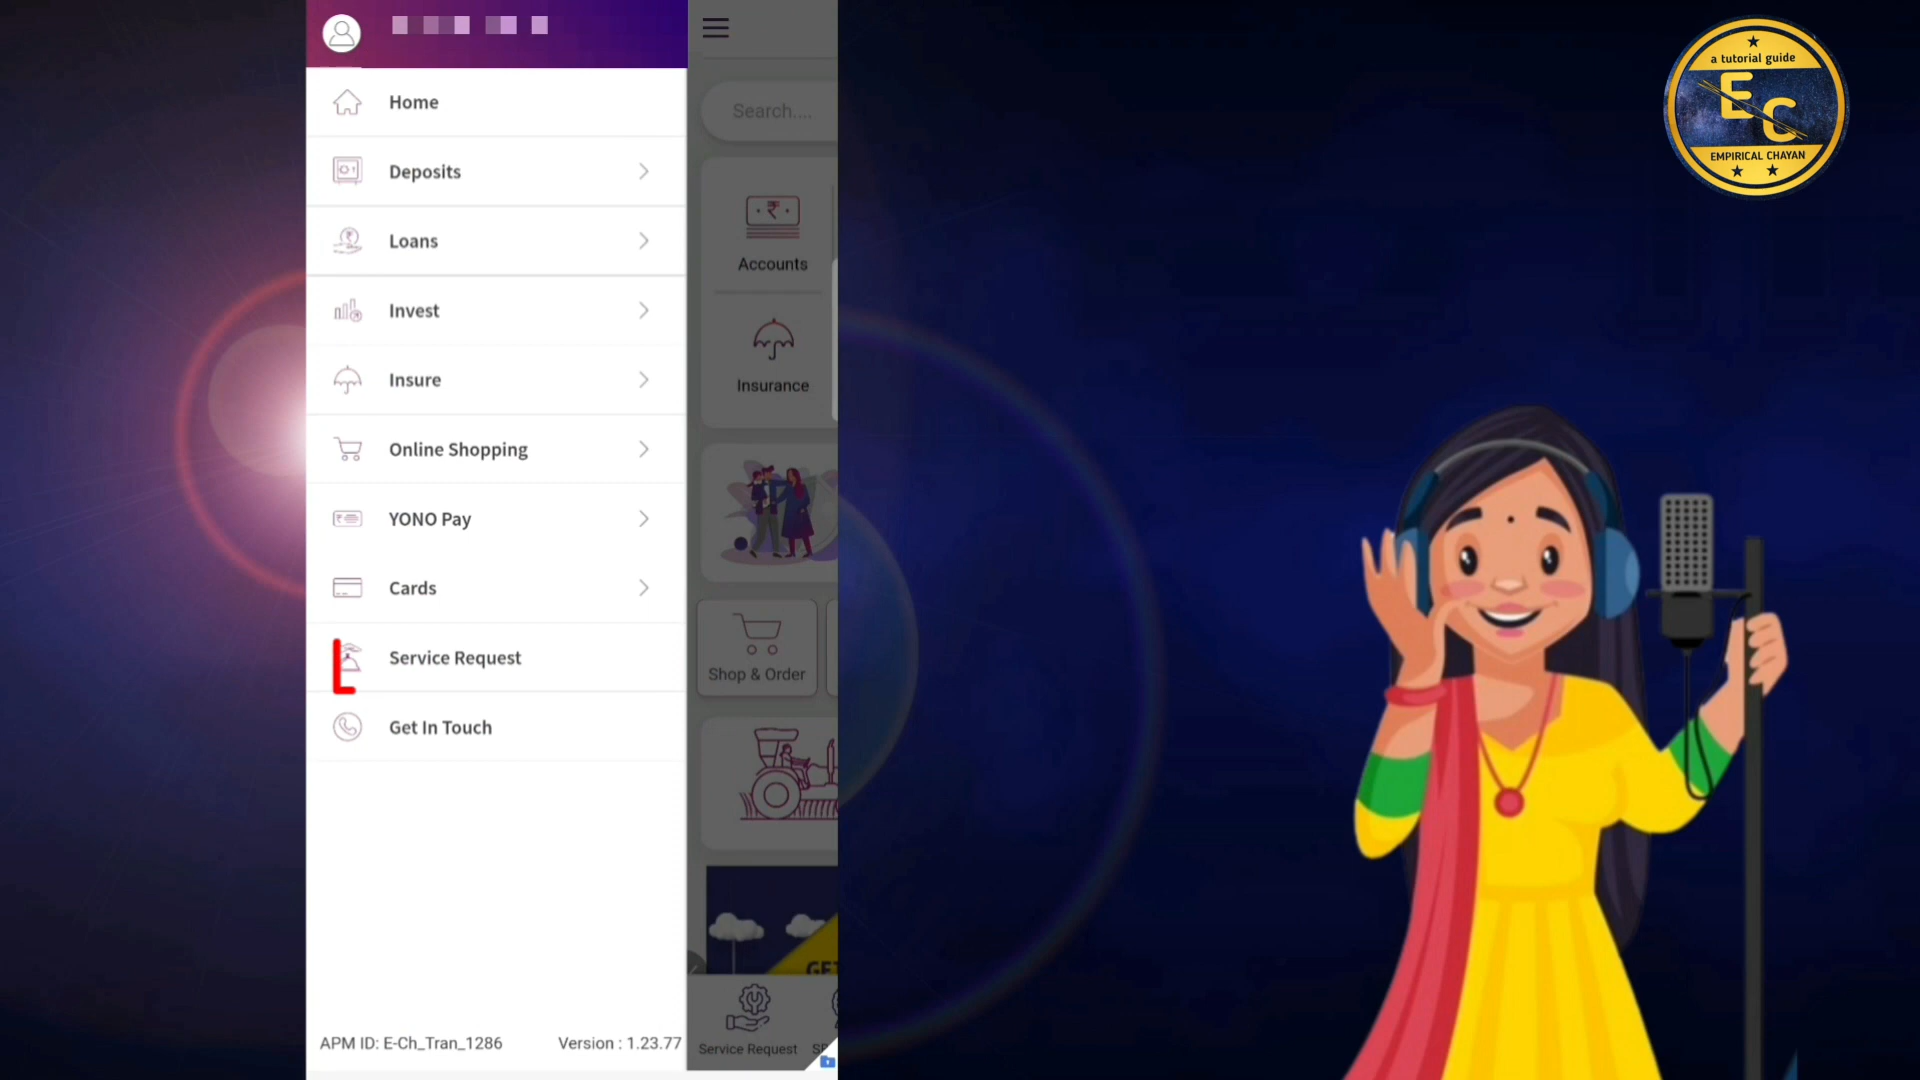 Home
Deposits
Loans
Invest
Insure
Online Shopping
YONO Pay
Cards
Service Request
Get In Touch
APM ID: E-Ch_Tran_1286
Version : 1.23.77
Search....
Accounts
Insurance
Shop & Order
GET
Service Request
a tutorial guide
EC
EMPIRICAL CHAYAN